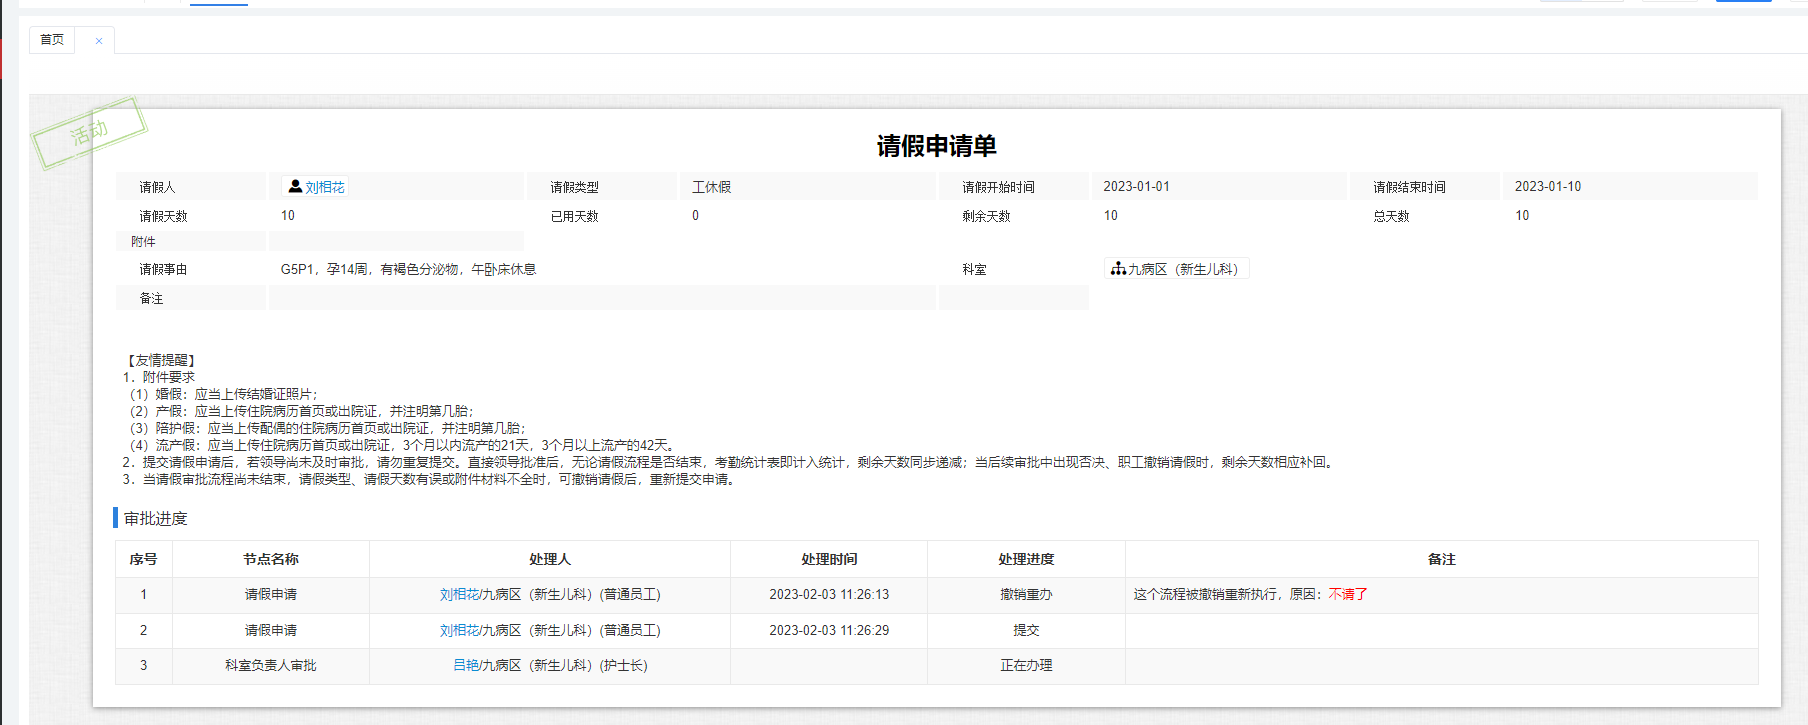 首页 ×
活动
请假申请单
请假人 刘相花 请假类型 工休假 请假开始时间 2023-01-01 请假结束时间 2023-01-10
请假天数 10 已用天数 0 剩余天数 10 总天数 10
附件
请假事由 G5P1，孕14周，有褐色分泌物，午卧床休息 科室 九病区（新生儿科）
备注
【友情提醒】
1．附件要求
（1）婚假：应当上传结婚证照片；
（2）产假：应当上传住院病历首页或出院证，并注明第几胎；
（3）陪护假：应当上传配偶的住院病历首页或出院证，并注明第几胎；
（4）流产假：应当上传住院病历首页或出院证，3个月以内流产的21天，3个月以上流产的42天。
2．提交请假申请后，若领导尚未及时审批，请勿重复提交。直接领导批准后，无论请假流程是否结束，考勤统计表即计入统计，剩余天数同步递减；当后续审批中出现否决、职工撤销请假时，剩余天数相应补回。
3．当请假审批流程尚未结束，请假类型、请假天数有误或附件材料不全时，可撤销请假后，重新提交申请。
审批进度
序号 节点名称 处理人 处理时间 处理进度 备注
1 请假申请 刘相花/九病区（新生儿科）(普通员工) 2023-02-03 11:26:13 撤销重办 这个流程被撤销重新执行，原因：不请了
2 请假申请 刘相花/九病区（新生儿科）(普通员工) 2023-02-03 11:26:29 提交
3 科室负责人审批 吕艳/九病区（新生儿科）(护士长) 正在办理